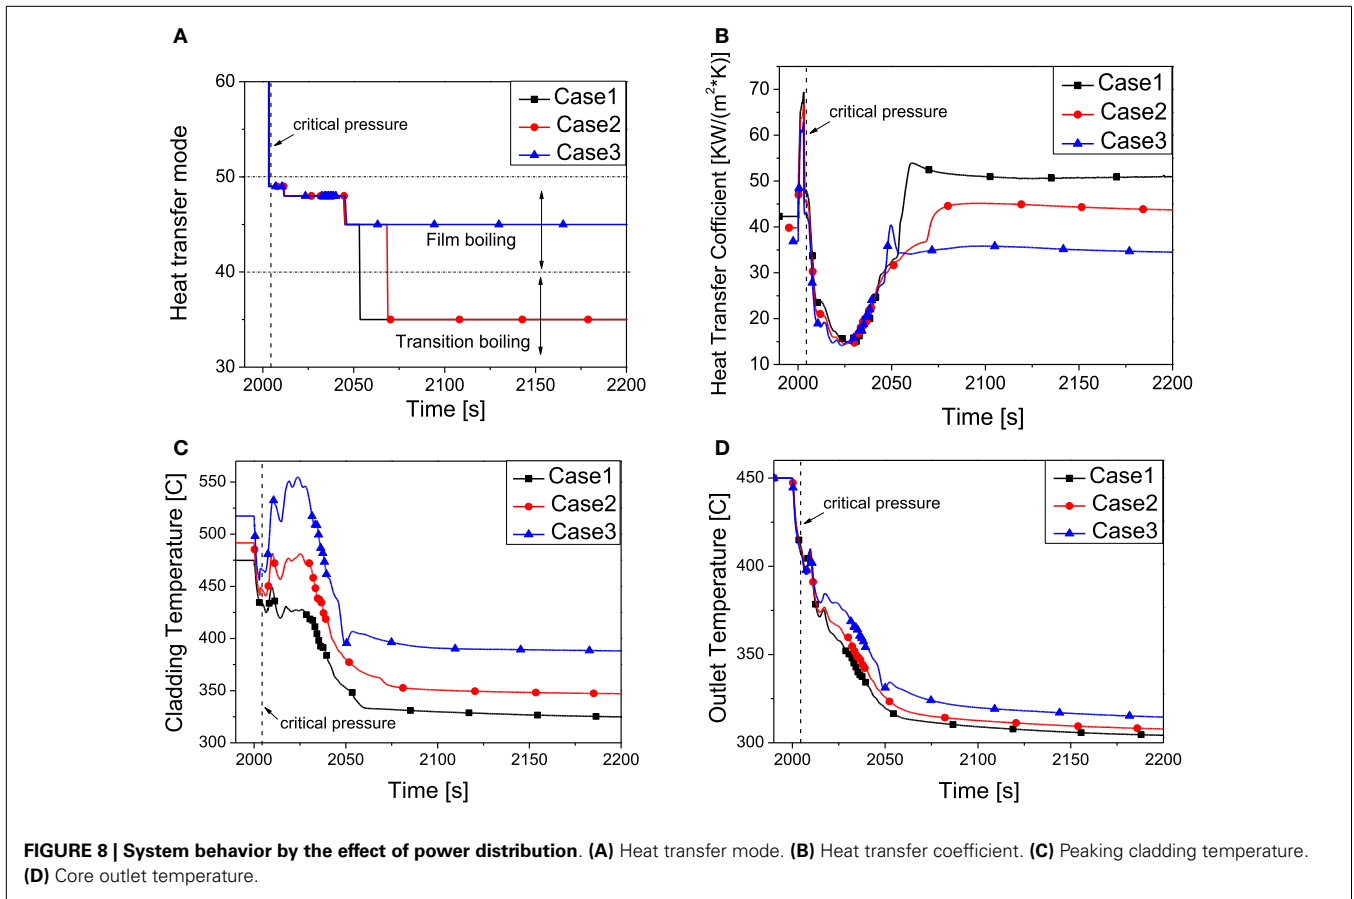 A
60
50
40
30
Heat transfer mode
critical pressure
Case1
Case2
Case3
Film boiling
Transition boiling
2000 2050 2100 2150 2200
Time [s]
B
70
60
50
40
30
20
10
Heat Transfer Cofficient [KW/(m²*K)]
critical pressure
Case1
Case2
Case3
2000 2050 2100 2150 2200
Time [s]
C
550
500
450
400
350
300
Cladding Temperature [C]
Case1
Case2
Case3
critical pressure
2000 2050 2100 2150 2200
Time [s]
D
450
400
350
300
Outlet Temperature [C]
critical pressure
Case1
Case2
Case3
2000 2050 2100 2150 2200
Time [s]
FIGURE 8 | System behavior by the effect of power distribution. (A) Heat transfer mode. (B) Heat transfer coefficient. (C) Peaking cladding temperature.
(D) Core outlet temperature.